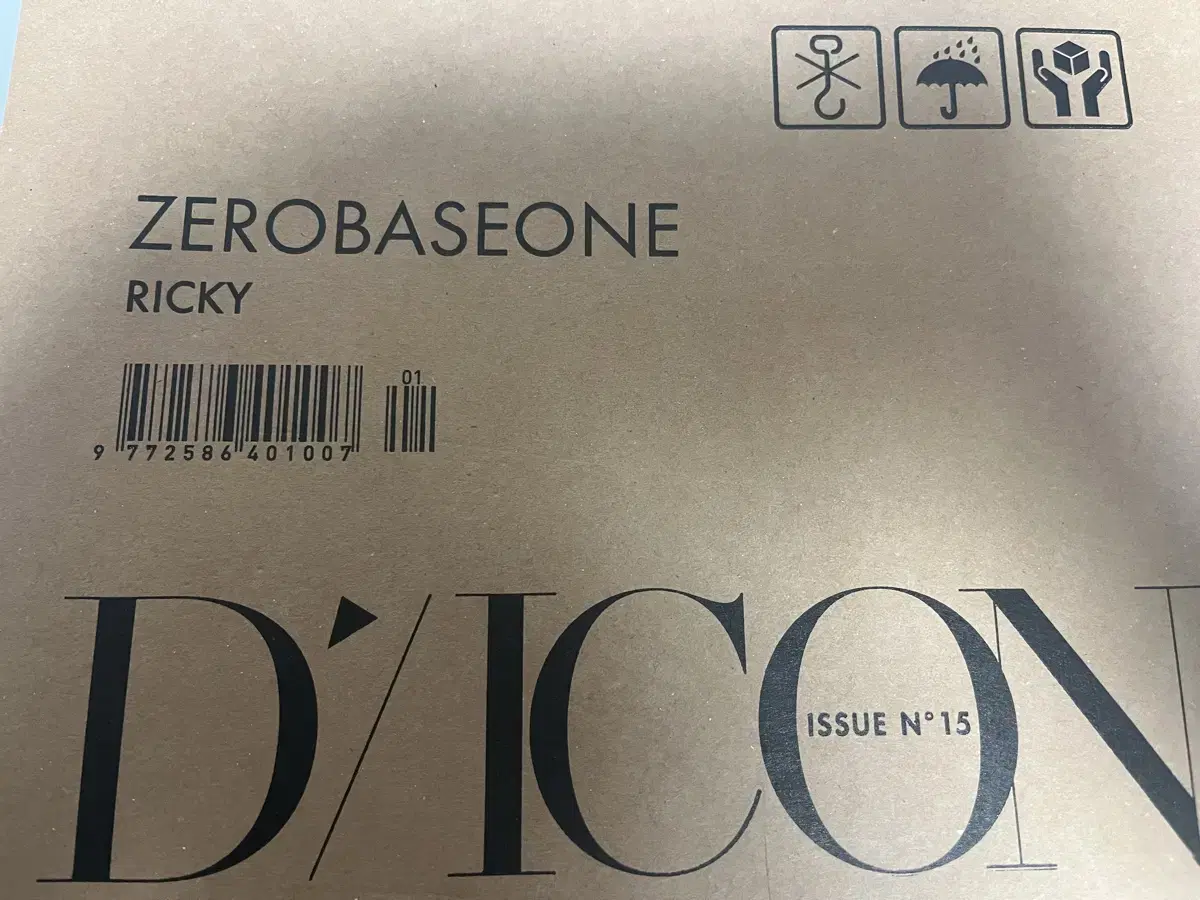 ZEROBASEONE
RICKY
01
9 772586 401007
D'/ICON
ISSUE N° 15